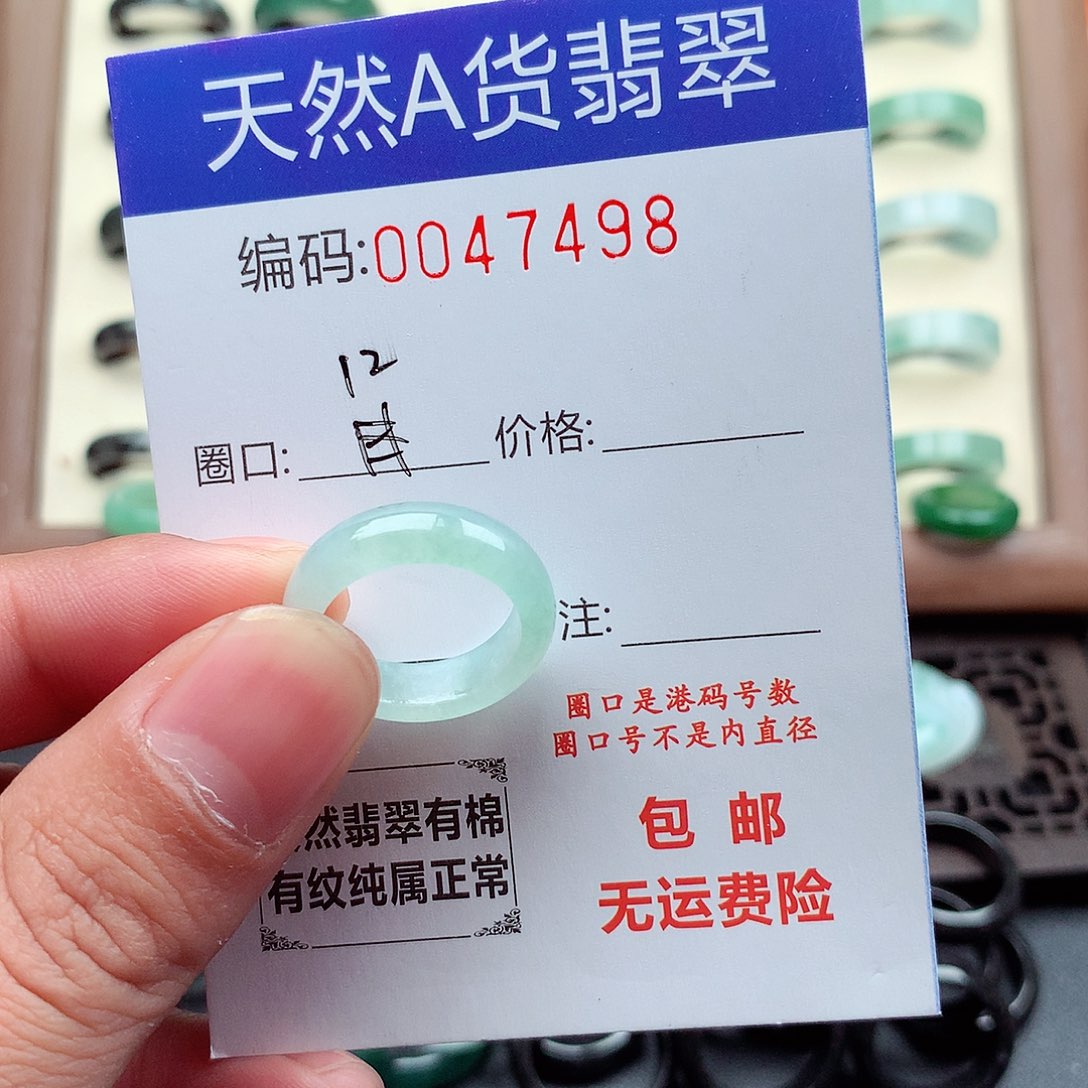 天然A货翡翠
编码:0047498
12
圈口: 价格:
注:
圈口是港码号数
圈口号不是内直径
然翡翠有棉
有纹纯属正常
包邮
无运费险